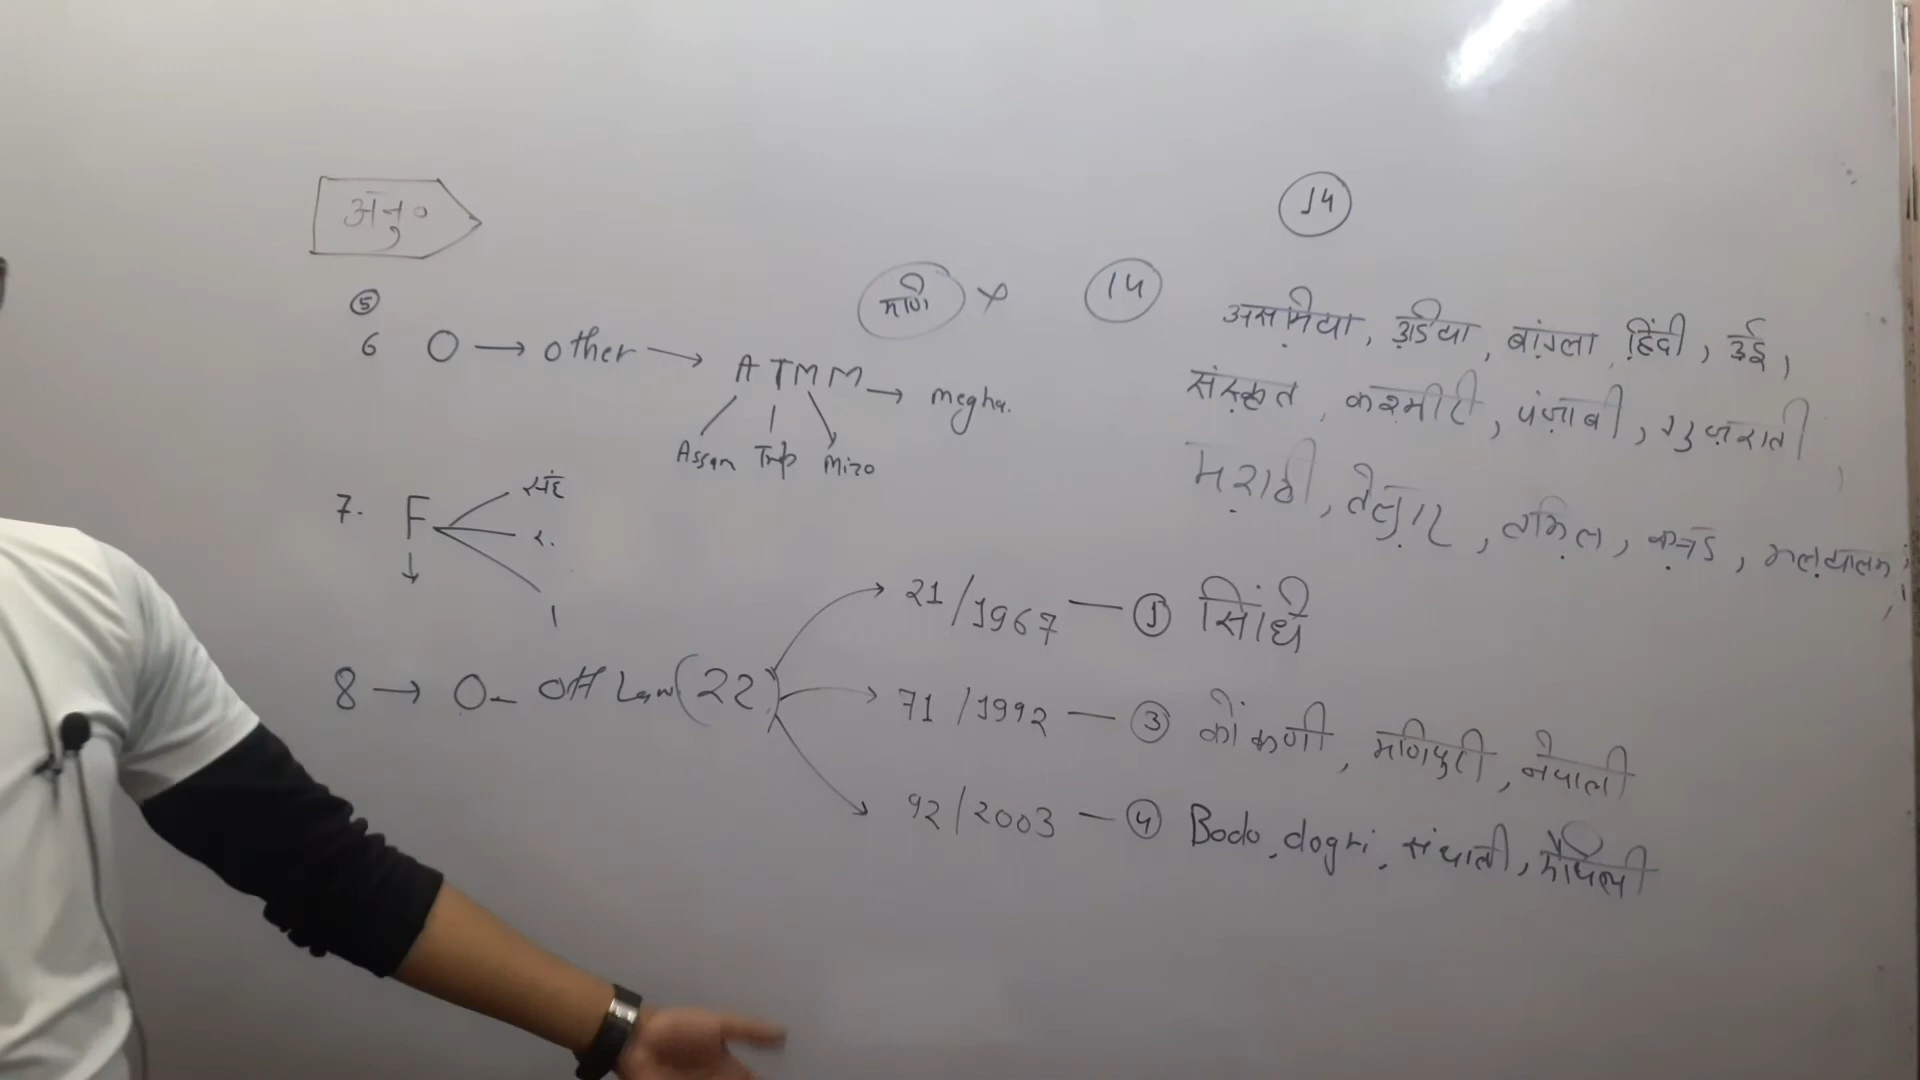 अनु०
14
मणि ×
14
⑤
6 O → other → ATMM → megha.
Assam Trip Mizo
असमिया, उड़िया, बांग्ला, हिंदी, उर्दू,
संस्कृत, कश्मीरी, पंजाबी, गुजराती,
मराठी, तेलुगु, तमिल, कन्नड, मलयालम,
7. F संघ
२.
8 → O- Off Lan (22)
21/1967 — ① सिंधी
71/1992 — ③ कोंकणी, मणिपुरी, नेपाली
92/2003 — ④ Bodo, dogri, संथाली, मैथिली